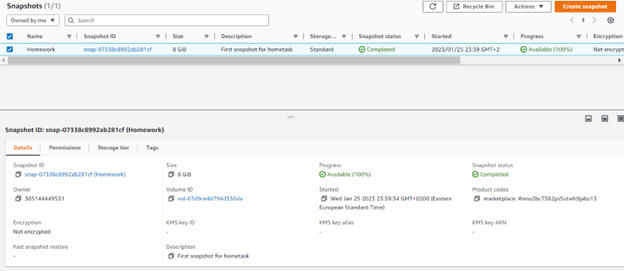 Snapshots (1/1)
Recycle Bin
Actions
Create snapshot
Owned by me
Search
1
Name
Snapshot ID
Size
Description
Storage...
Snapshot status
Started
Progress
Encryption
Homework
snap-07338c8992ab281cf
8 GiB
First snapshot for hometask
Standard
Completed
2023/01/25 23:39 GMT+2
Available (100%)
Not encrypted
Snapshot ID: snap-07338c8992ab281cf (Homework)
Details
Permissions
Storage tier
Tags
Snapshot ID
Size
Progress
Snapshot status
snap-07338c8992ab281cf (Homework)
8 GiB
Available (100%)
Completed
Owner
Volume ID
Started
Product codes
305144449531
vol-07d9ce4d794d336da
Wed Jan 25 2023 23:39:34 GMT+0200 (Eastern
European Standard Time)
marketplace:
Encryption
KMS key ID
KMS key alias
KMS key ARN
Not encrypted
-
-
-
Fast snapshot restore
Description
-
First snapshot for hometask